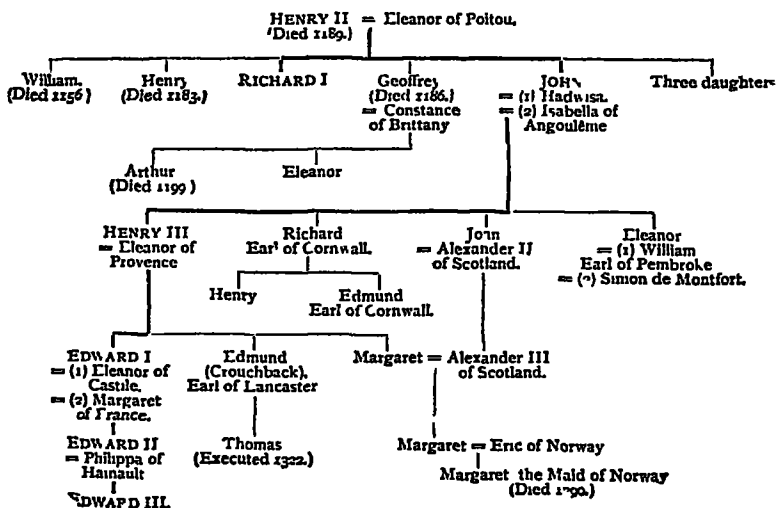 HENRY II = Eleanor of Poitou.
(Died 1189.)
William. Henry RICHARD I Geoffrey JOHN Three daughters
(Died 1156) (Died 1183.) (Died 1186.) = (1) Hadwisa.
= Constance = (2) Isabella of
of Brittany Angoulême
Arthur Eleanor
(Died 1199)
HENRY III Richard John Eleanor
= Eleanor of Earl of Cornwall. = Alexander II = (1) William
Provence of Scotland. Earl of Pembroke
= (2) Simon de Montfort.
Henry Edmund
Earl of Cornwall
EDWARD I Edmund Margaret = Alexander III
= (1) Eleanor of (Crouchback). of Scotland.
Castile. Earl of Lancaster
= (2) Margaret
of France.
EDWARD II Thomas Margaret = Eric of Norway
= Philippa of (Executed 1322.) Margaret the Maid of Norway
Hainault (Died 1290.)
EDWARD III.